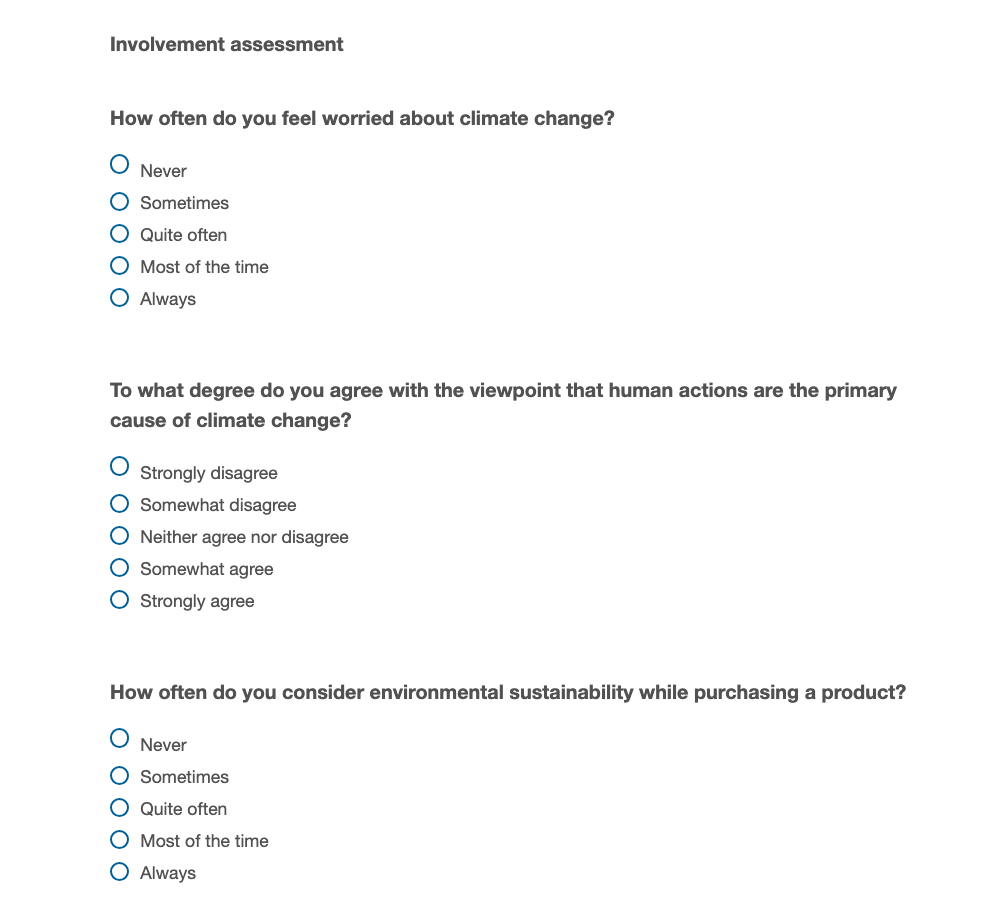 Involvement assessment
How often do you feel worried about climate change?
Never
Sometimes
Quite often
Most of the time
Always
To what degree do you agree with the viewpoint that human actions are the primary
cause of climate change?
Strongly disagree
Somewhat disagree
Neither agree nor disagree
Somewhat agree
Strongly agree
How often do you consider environmental sustainability while purchasing a product?
Never
Sometimes
Quite often
Most of the time
Always